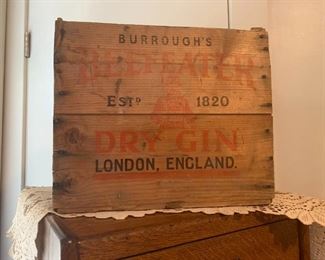 BURROUGH'S
BEEFEATER
ESTD 1820
DRY GIN
LONDON, ENGLAND.